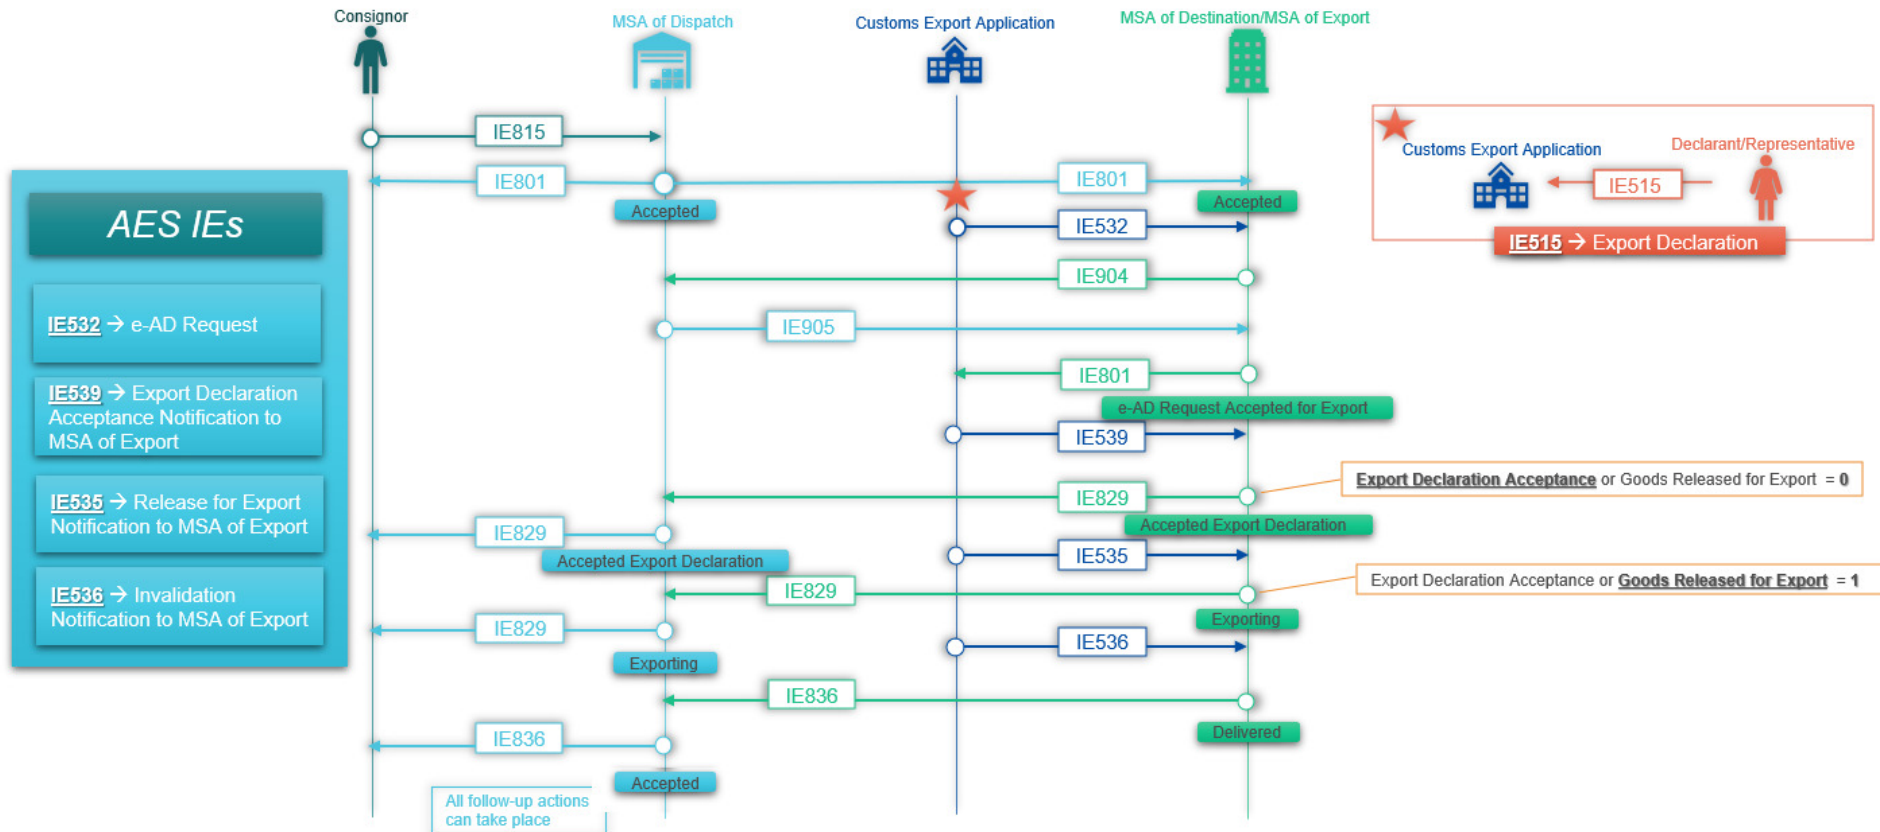 Consignor
MSA of Dispatch
Customs Export Application
MSA of Destination/MSA of Export
IE815
IE801
IE801
Accepted
Accepted
IE532
IE904
IE905
IE801
e-AD Request Accepted for Export
IE539
IE829
Export Declaration Acceptance or Goods Released for Export = 0
Accepted Export Declaration
IE829
Accepted Export Declaration
IE535
IE829
Export Declaration Acceptance or Goods Released for Export = 1
Exporting
IE829
Exporting
IE536
IE836
Delivered
IE836
Accepted
All follow-up actions
can take place
AES IEs
IE532 → e-AD Request
IE539 → Export Declaration
Acceptance Notification to
MSA of Export
IE535 → Release for Export
Notification to MSA of Export
IE536 → Invalidation
Notification to MSA of Export
Customs Export Application
Declarant/Representative
IE515
IE515 → Export Declaration